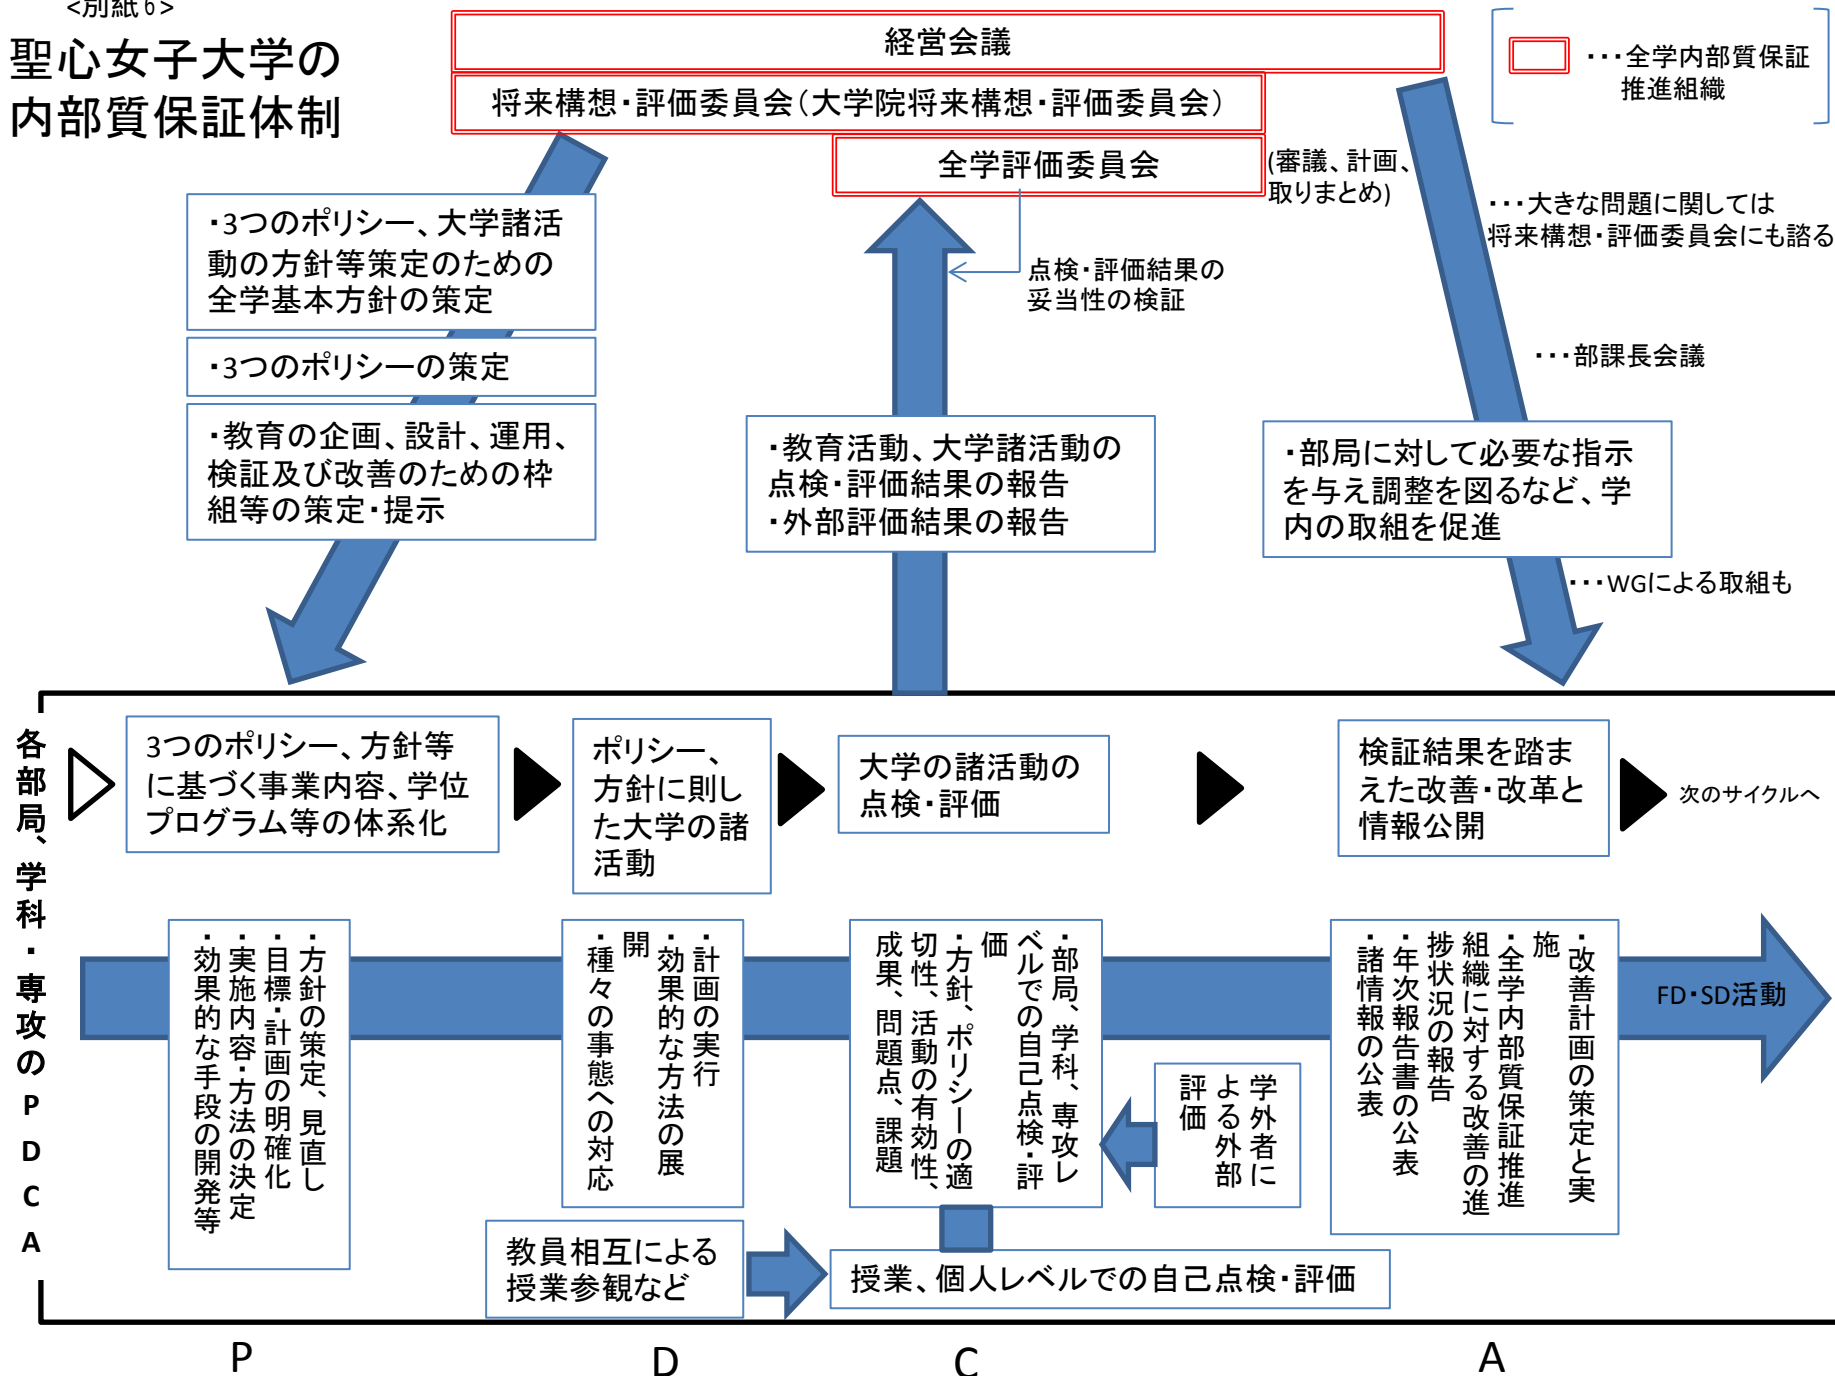 <別紙6>
聖心女子大学の
内部質保証体制
経営会議
将来構想・評価委員会(大学院将来構想・評価委員会)
全学評価委員会
(審議、計画、
取りまとめ)
・・・全学内部質保証
推進組織
・3つのポリシー、大学諸活
動の方針等策定のための
全学基本方針の策定
・3つのポリシーの策定
・教育の企画、設計、運用、
検証及び改善のための枠
組等の策定・提示
点検・評価結果の
妥当性の検証
・教育活動、大学諸活動の
点検・評価結果の報告
・外部評価結果の報告
・・・大きな問題に関しては
将来構想・評価委員会にも諮る
・・・部課長会議
・部局に対して必要な指示
を与え調整を図るなど、学
内の取組を促進
・・・WGによる取組も
各部局、学科・専攻のPDCA
3つのポリシー、方針等
に基づく事業内容、学位
プログラム等の体系化
ポリシー、
方針に則し
た大学の諸
活動
大学の諸活動の
点検・評価
検証結果を踏ま
えた改善・改革と
情報公開
次のサイクルへ
・方針の策定、見直し
・目標・計画の明確化
・実施内容・方法の決定
・効果的な手段の開発等
・計画の実行
・効果的な方法の展
開
・種々の事態への対応
・部局、学科、専攻レ
ベルでの自己点検・評
価
・方針、ポリシーの適
切性、活動の有効性、
成果、問題点、課題
学外者に
よる外部
評価
・改善計画の策定と実
施
・全学内部質保証推進
組織に対する改善の進
捗状況の報告
・年次報告書の公表
・諸情報の公表
FD・SD活動
教員相互による
授業参観など
授業、個人レベルでの自己点検・評価
P
D
C
A